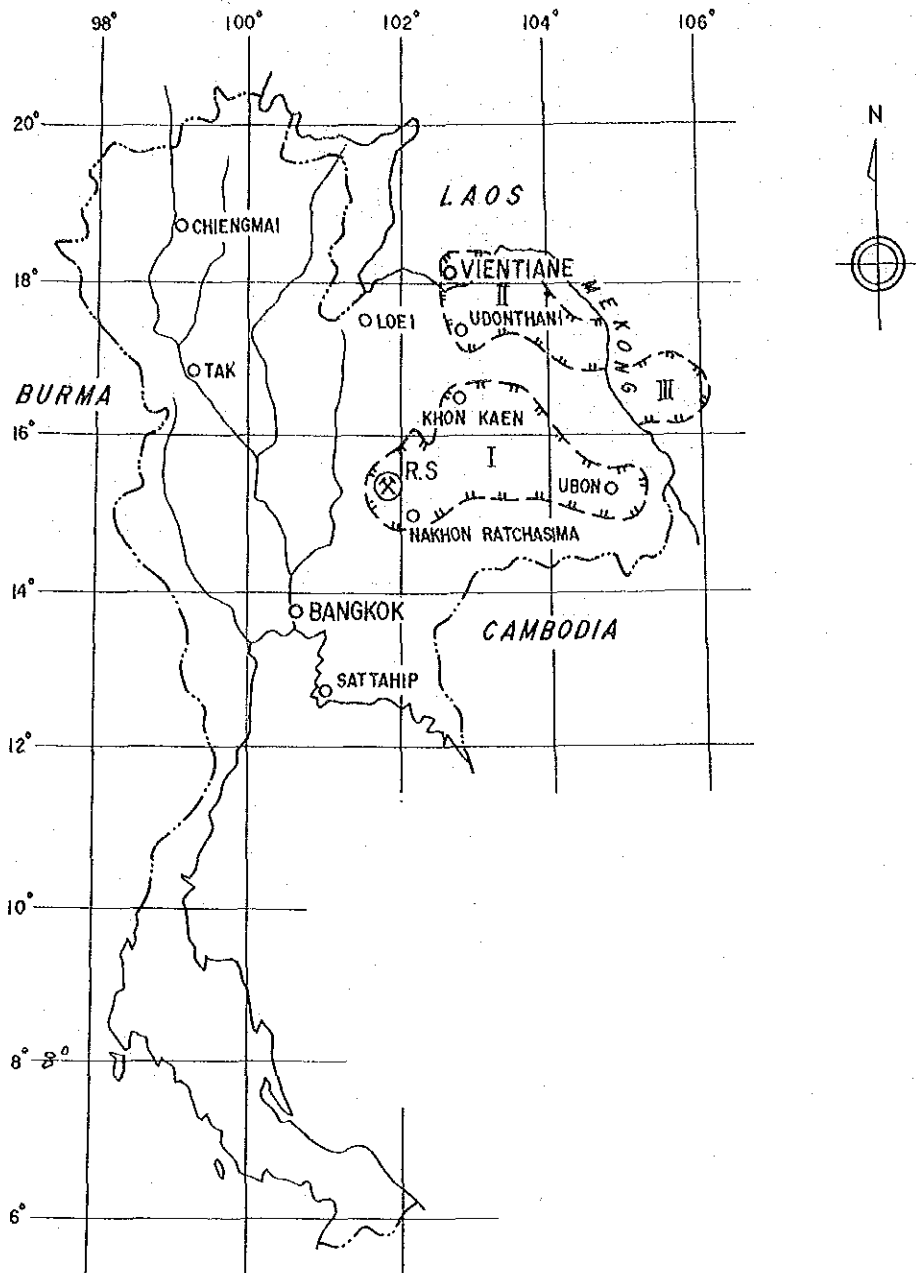 98°
100°
102°
104°
106°
20°
N
LAOS
CHIENGMAI
VIENTIANE
18°
II
MEKONG
LOEI
UDONTHANI
TAK
BURMA
III
KHON KAEN
16°
I
R.S
UBON
NAKHON RATCHASIMA
14°
BANGKOK
CAMBODIA
SATTAHIP
12°
10°
8°
6°